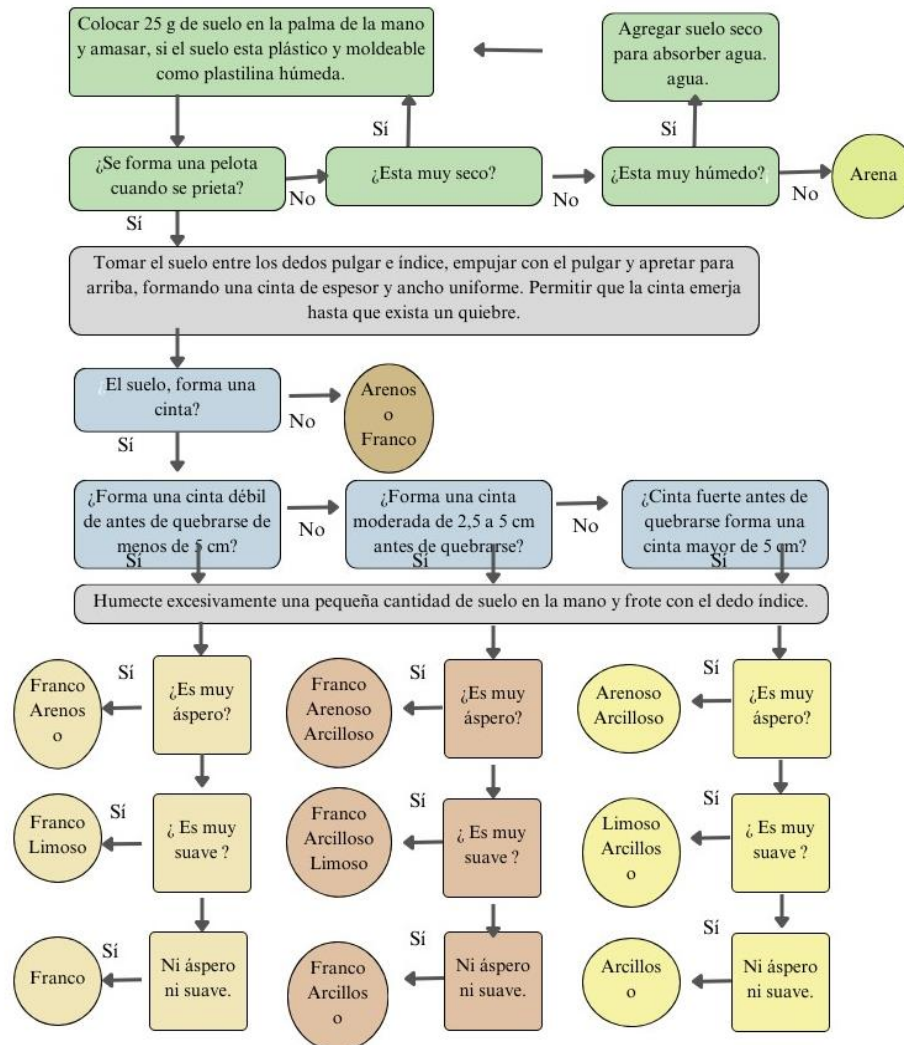 Colocar 25 g de suelo en la palma de la mano
y amasar, si el suelo esta plástico y moldeable
como plastilina húmeda.
Agregar suelo seco
para absorber agua.
agua.
Sí
Sí
¿Se forma una pelota
cuando se prieta?
No
¿Esta muy seco?
No
¿Esta muy húmedo?
No
Arena
Sí
Tomar el suelo entre los dedos pulgar e índice, empujar con el pulgar y apretar para
arriba, formando una cinta de espesor y ancho uniforme. Permitir que la cinta emerja
hasta que exista un quiebre.
¿El suelo, forma una
cinta?
No
Arenos
o
Franco
Sí
¿Forma una cinta débil
de antes de quebrarse de
menos de 5 cm?
No
¿Forma una cinta
moderada de 2,5 a 5 cm
antes de quebrarse?
No
¿Cinta fuerte antes de
quebrarse forma una
cinta mayor de 5 cm?
Sí
Sí
Sí
Humecte excesivamente una pequeña cantidad de suelo en la mano y frote con el dedo índice.
Franco
Arenos
o
Sí
¿Es muy
áspero?
Franco
Arenoso
Arcilloso
Sí
¿Es muy
áspero?
Arenoso
Arcilloso
Sí
¿Es muy
áspero?
Franco
Limoso
Sí
¿ Es muy
suave ?
Franco
Arcilloso
Limoso
Sí
¿ Es muy
suave ?
Limoso
Arcillos
o
Sí
¿ Es muy
suave ?
Franco
Sí
Ni áspero
ni suave.
Franco
Arcillos
o
Sí
Ni áspero
ni suave.
Arcillos
o
Sí
Ni áspero
ni suave.